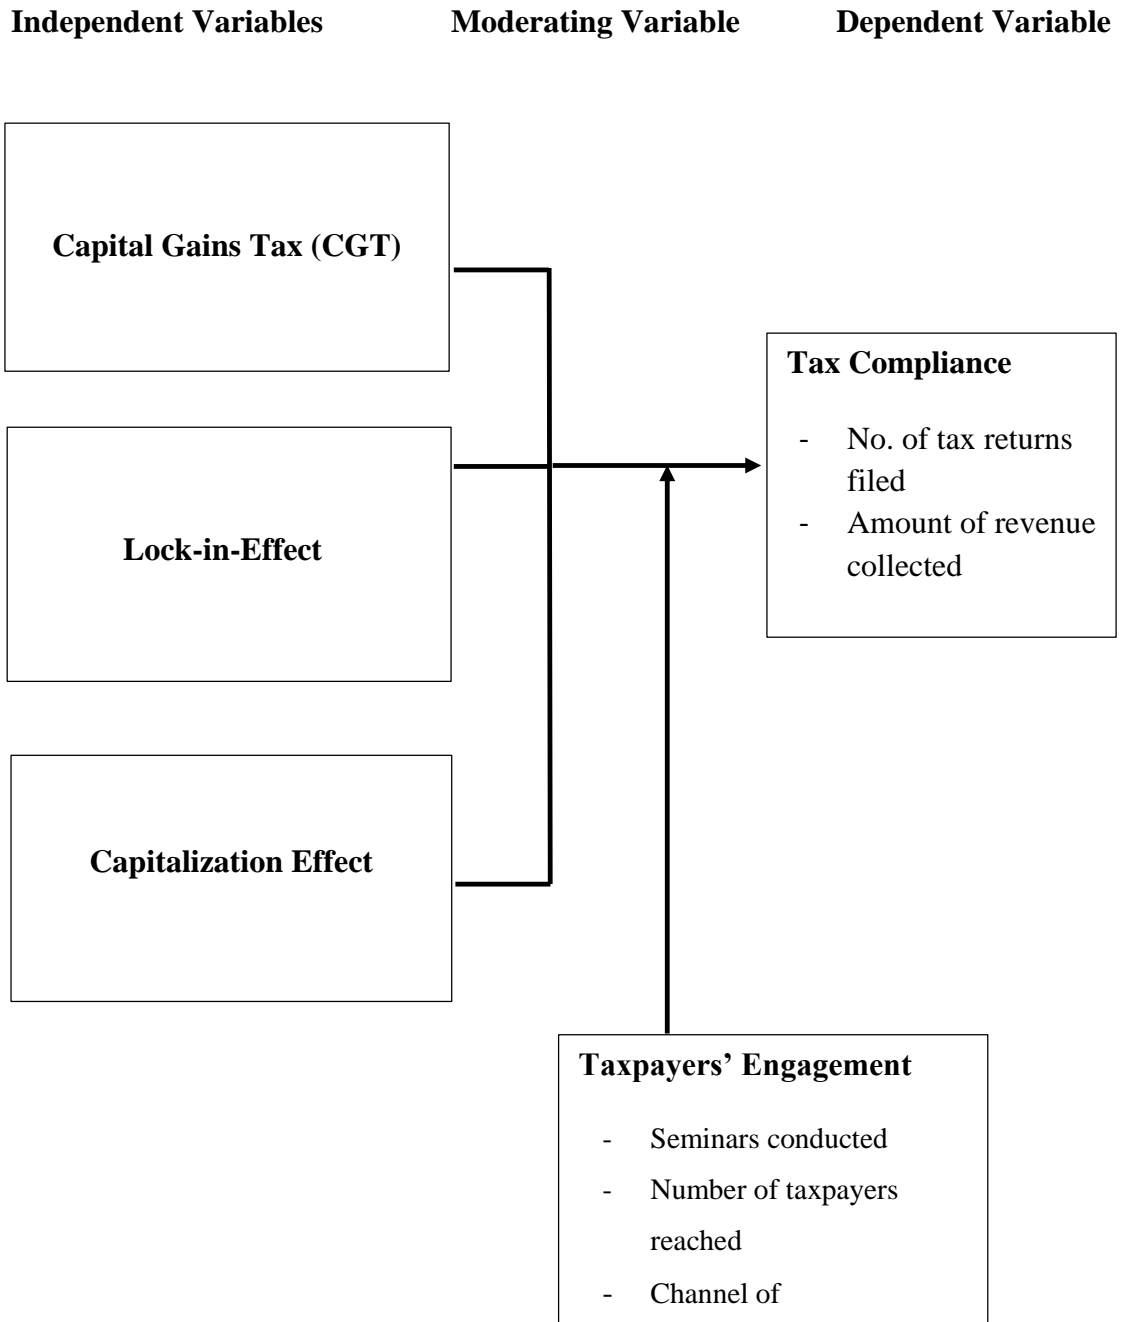 Independent Variables Moderating Variable Dependent Variable
Capital Gains Tax (CGT)
Tax Compliance
- No. of tax returns
filed
- Amount of revenue
collected
Lock-in-Effect
Capitalization Effect
Taxpayers’ Engagement
- Seminars conducted
- Number of taxpayers
reached
- Channel of